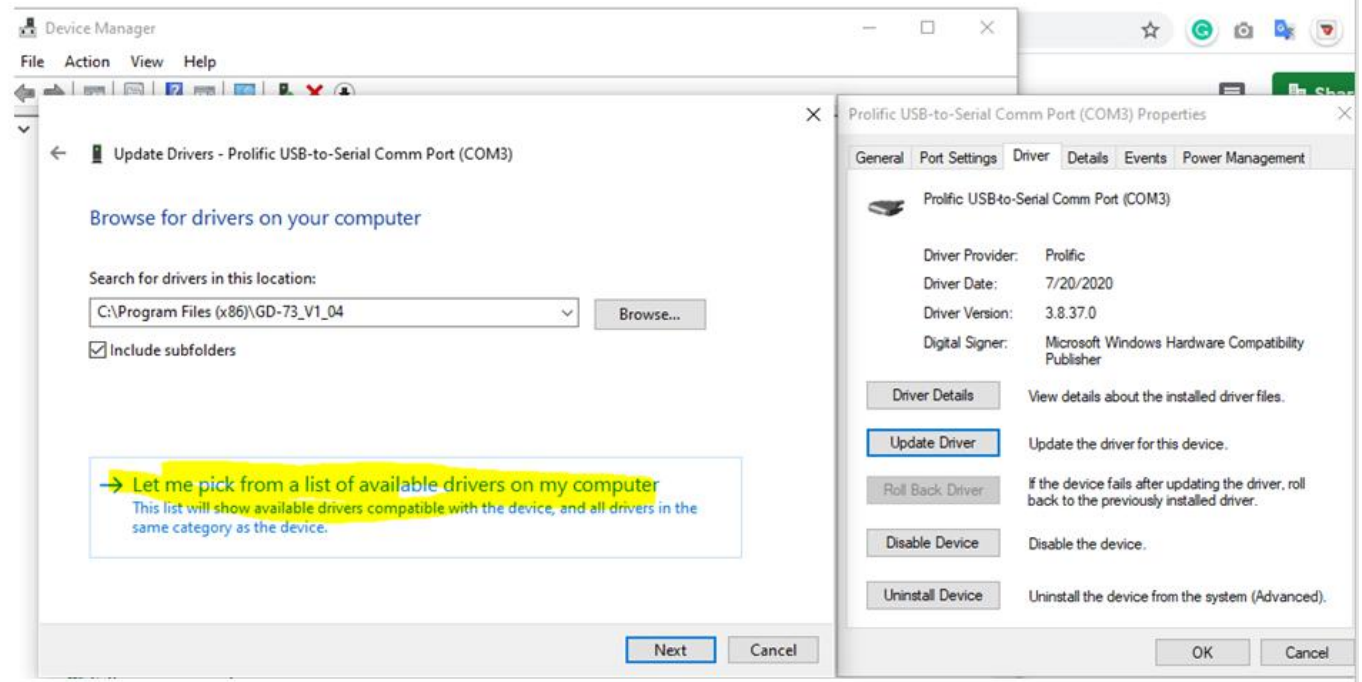 Device Manager
File Action View Help
Update Drivers - Prolific USB-to-Serial Comm Port (COM3)
Browse for drivers on your computer
Search for drivers in this location:
C:\Program Files (x86)\GD-73_V1_04
Browse...
Include subfolders
Let me pick from a list of available drivers on my computer
This list will show available drivers compatible with the device, and all drivers in the
same category as the device.
Next Cancel
Prolific USB-to-Serial Comm Port (COM3) Properties
General Port Settings Driver Details Events Power Management
Prolific USB-to-Serial Comm Port (COM3)
Driver Provider: Prolific
Driver Date: 7/20/2020
Driver Version: 3.8.37.0
Digital Signer: Microsoft Windows Hardware Compatibility
Publisher
Driver Details View details about the installed driver files.
Update Driver Update the driver for this device.
Roll Back Driver If the device fails after updating the driver, roll
back to the previously installed driver.
Disable Device Disable the device.
Uninstall Device Uninstall the device from the system (Advanced).
OK Cancel